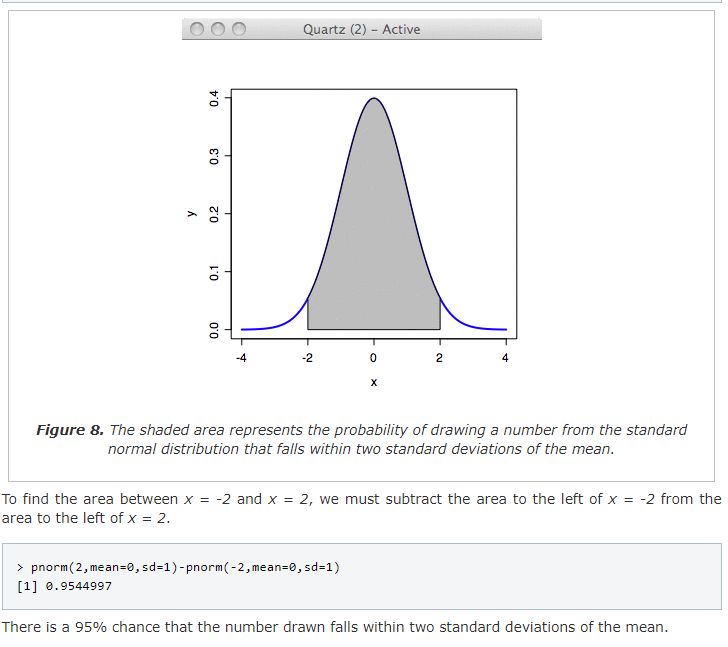 Quartz (2) – Active
0.4
0.3
0.2
0.1
0.0
y
-4 -2 0 2 4
x
Figure 8. The shaded area represents the probability of drawing a number from the standard
normal distribution that falls within two standard deviations of the mean.
To find the area between x = -2 and x = 2, we must subtract the area to the left of x = -2 from the
area to the left of x = 2.
> pnorm(2,mean=0,sd=1)-pnorm(-2,mean=0,sd=1)
[1] 0.9544997
There is a 95% chance that the number drawn falls within two standard deviations of the mean.